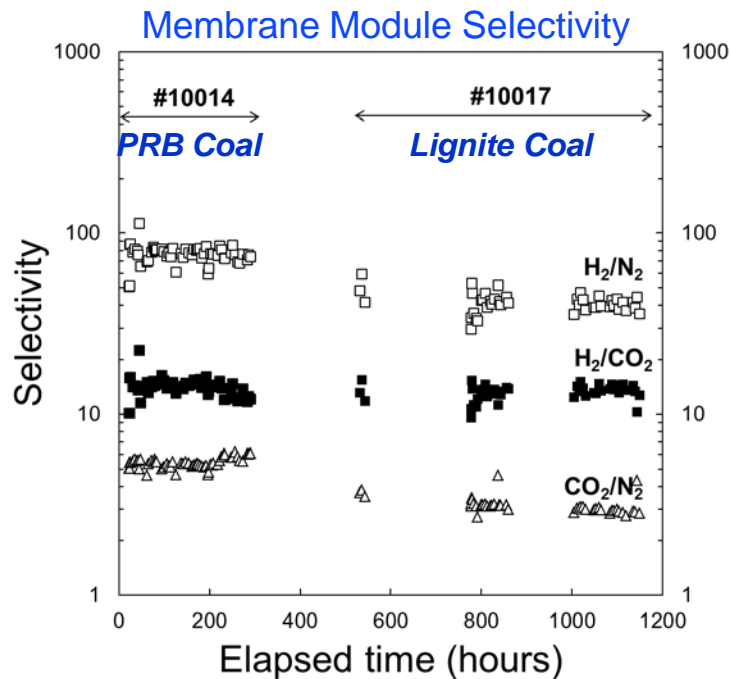 Membrane Module Selectivity
1000 1000
#10014 #10017
PRB Coal Lignite Coal
100 100
H₂/N₂
H₂/CO₂
Selectivity
10 10
CO₂/N₂
1 1
0 200 400 600 800 1000 1200
Elapsed time (hours)